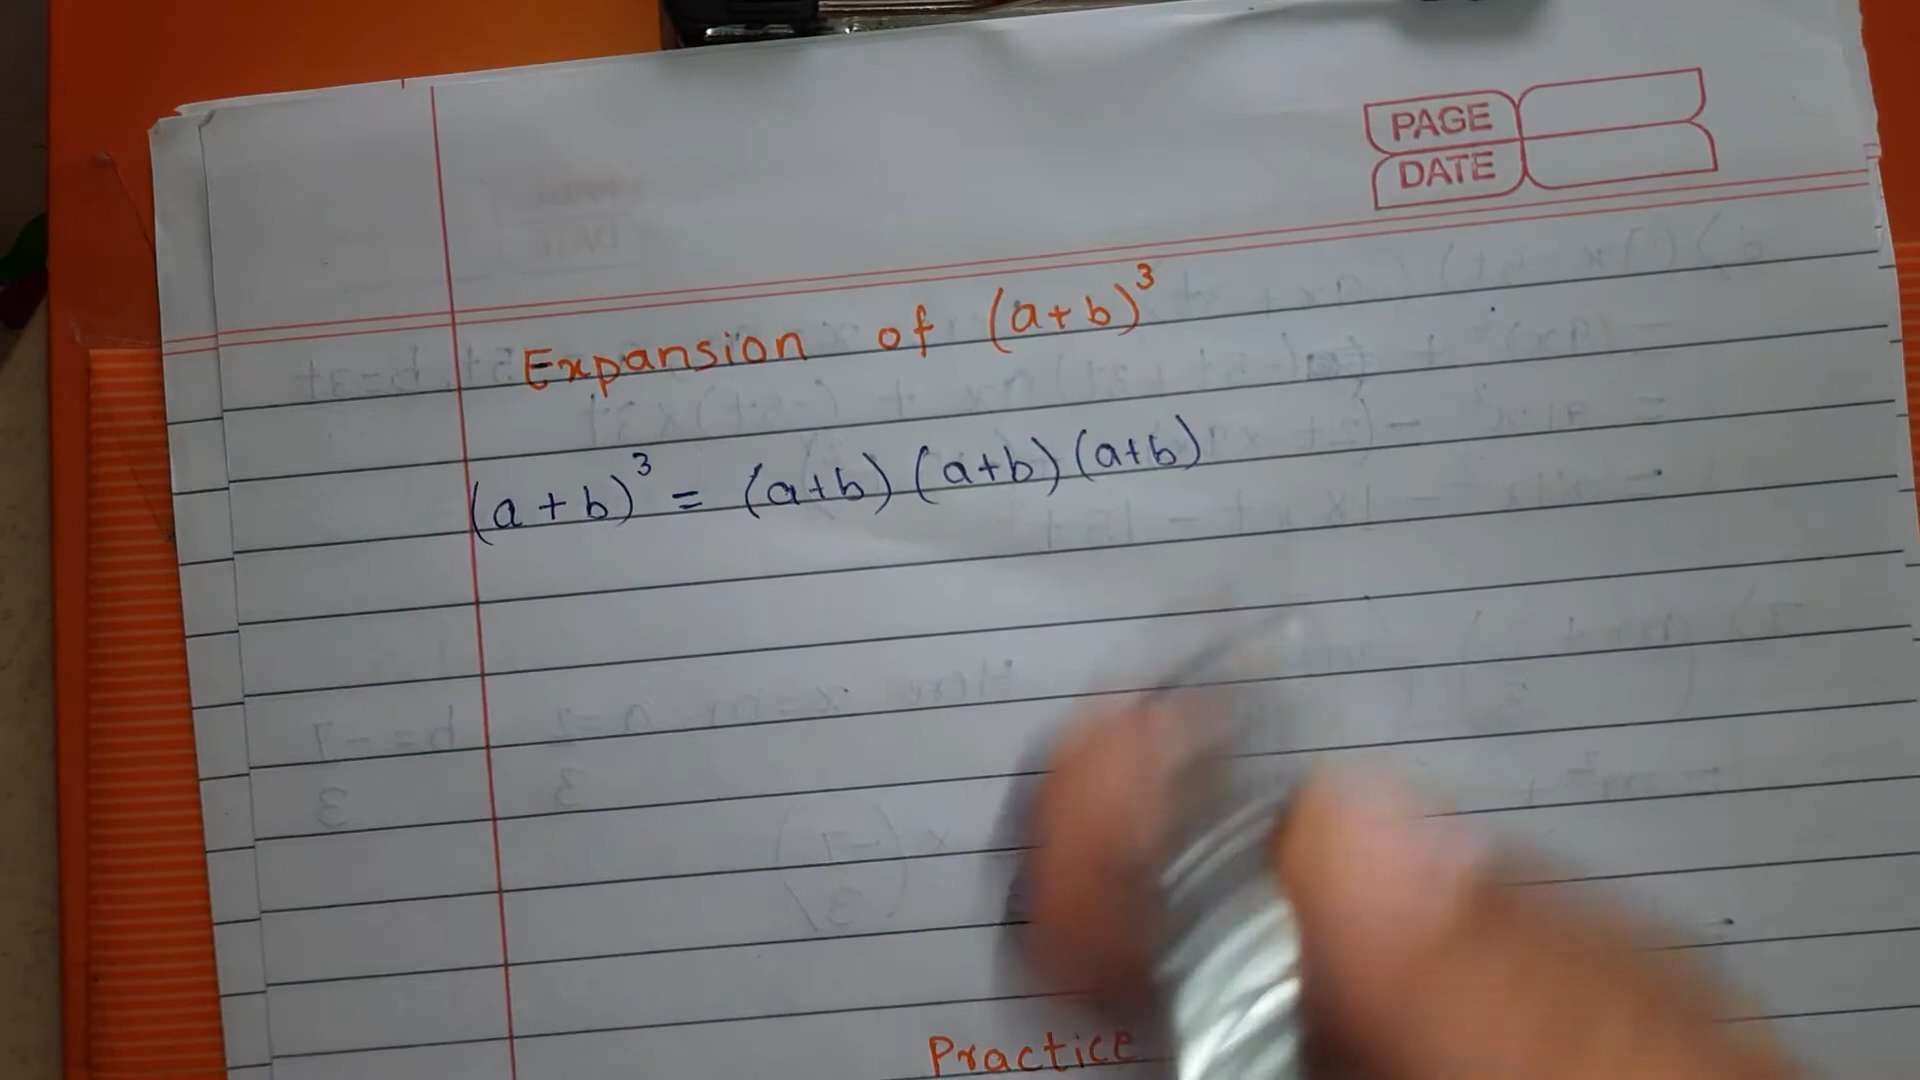 PAGE
DATE
Expansion of (a+b)³
(a+b)³ = (a+b) (a+b) (a+b)
Practice